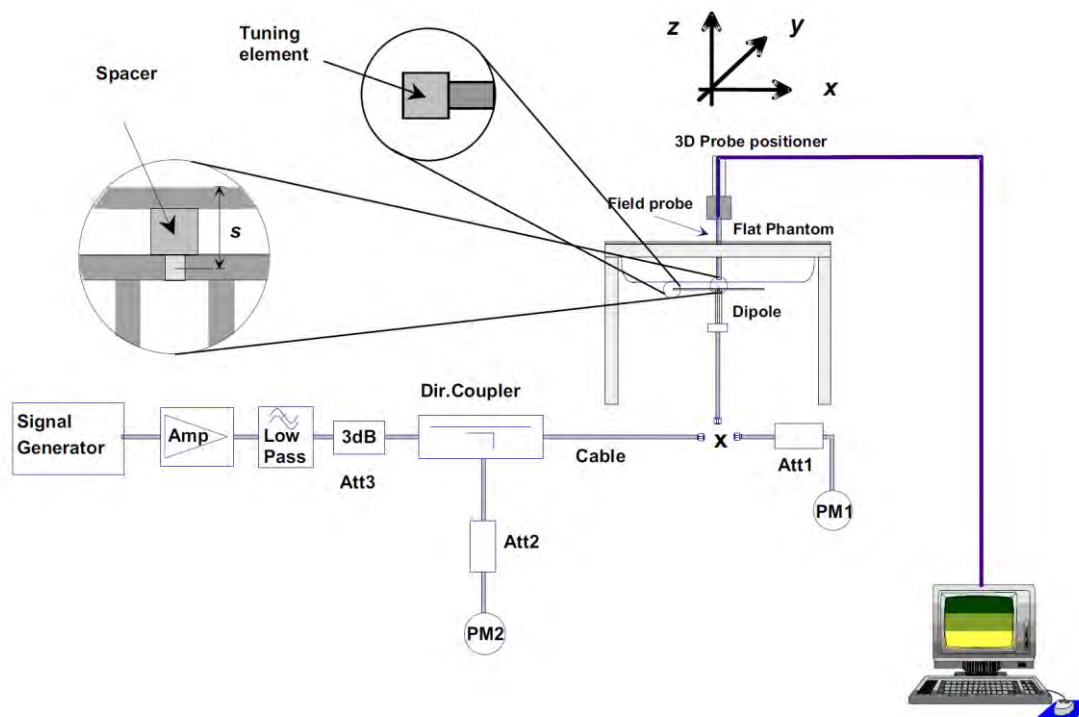 z
y
x
Tuning
element
Spacer
3D Probe positioner
Field probe
Flat Phantom
s
Dipole
Dir.Coupler
Signal
Generator
Amp
Low
Pass
3dB
Att3
Cable
x
Att1
PM1
Att2
PM2